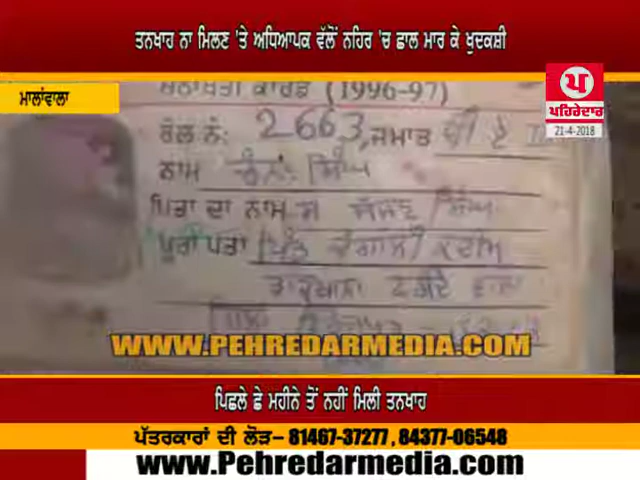 ਤਨਖਾਹ ਨਾ ਮਿਲਣ 'ਤੇ ਅਧਿਆਪਕ ਵੱਲੋਂ ਨਹਿਰ 'ਚ ਛਾਲ ਮਾਰ ਕੇ ਖੁਦਕਸ਼ੀ
ਮਾਲਾਂਵਾਲਾ
ਪ
ਪਹਿਰੇਦਾਰ
21-4-2018
ਕਾਰਡ (1996-97)
ਰੋਲ ਨੰ: 2663, ਜਮਾਤ ਬੀ ਏ
ਨਾਮ ਸਿੰਘ
ਪਿਤਾ ਦਾ ਨਾਮ ਸ ਸਿੰਘ
ਪੂਰਾ ਪਤਾ ਪਿੰਡ
WWW.PEHREDARMEDIA.COM
ਪਿਛਲੇ ਛੇ ਮਹੀਨੇ ਤੋਂ ਨਹੀਂ ਮਿਲੀ ਤਨਖਾਹ
ਪੱਤਰਕਾਰਾਂ ਦੀ ਲੋੜ– 81467-37277 , 84377-06548
www.Pehredarmedia.com